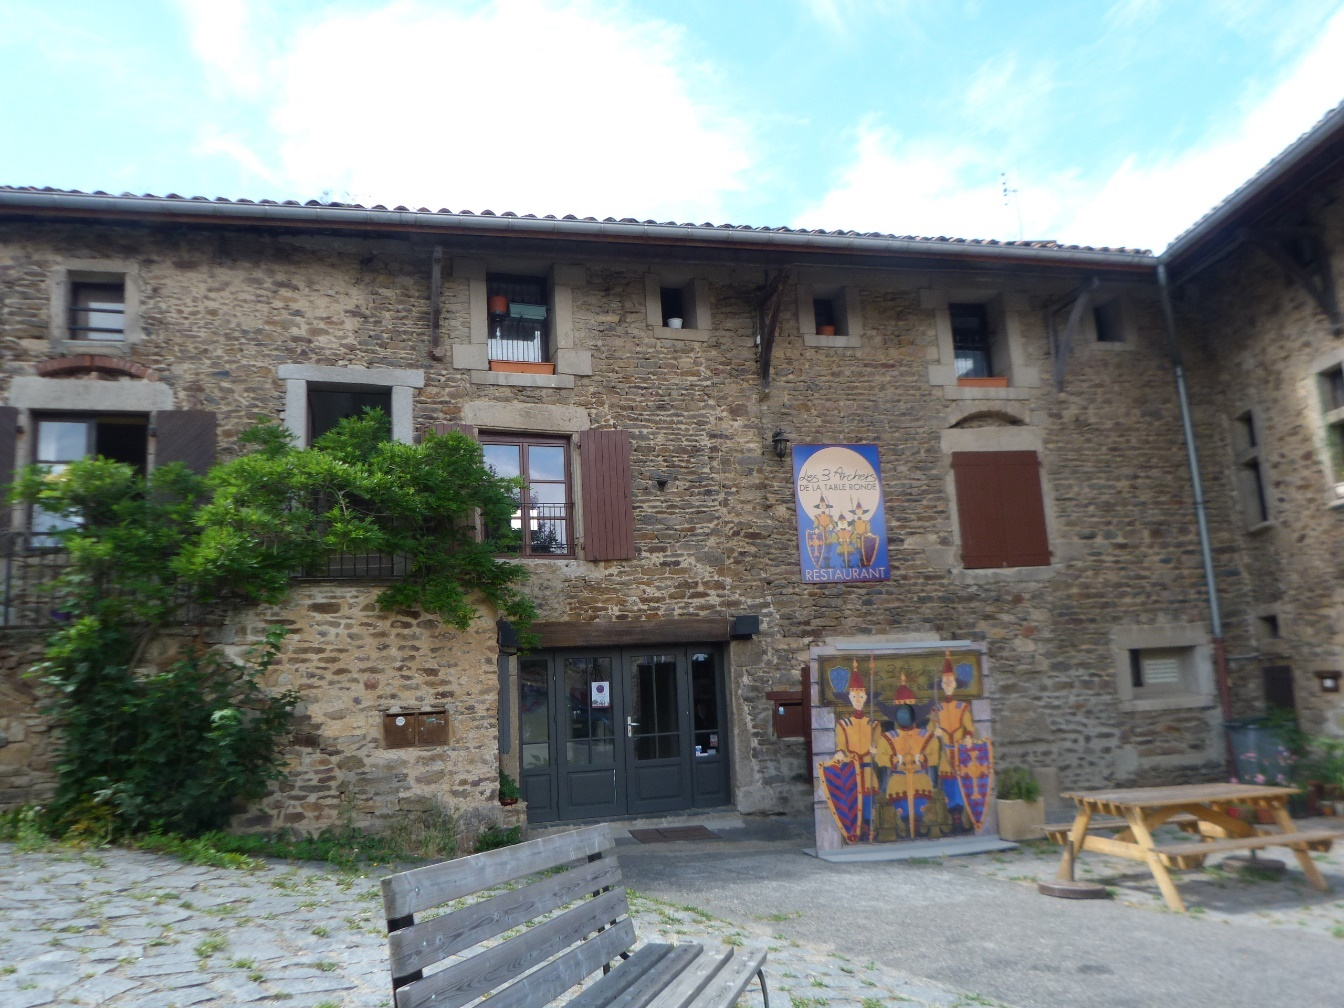 Les 3 Archers
DE LA TABLE RONDE
RESTAURANT